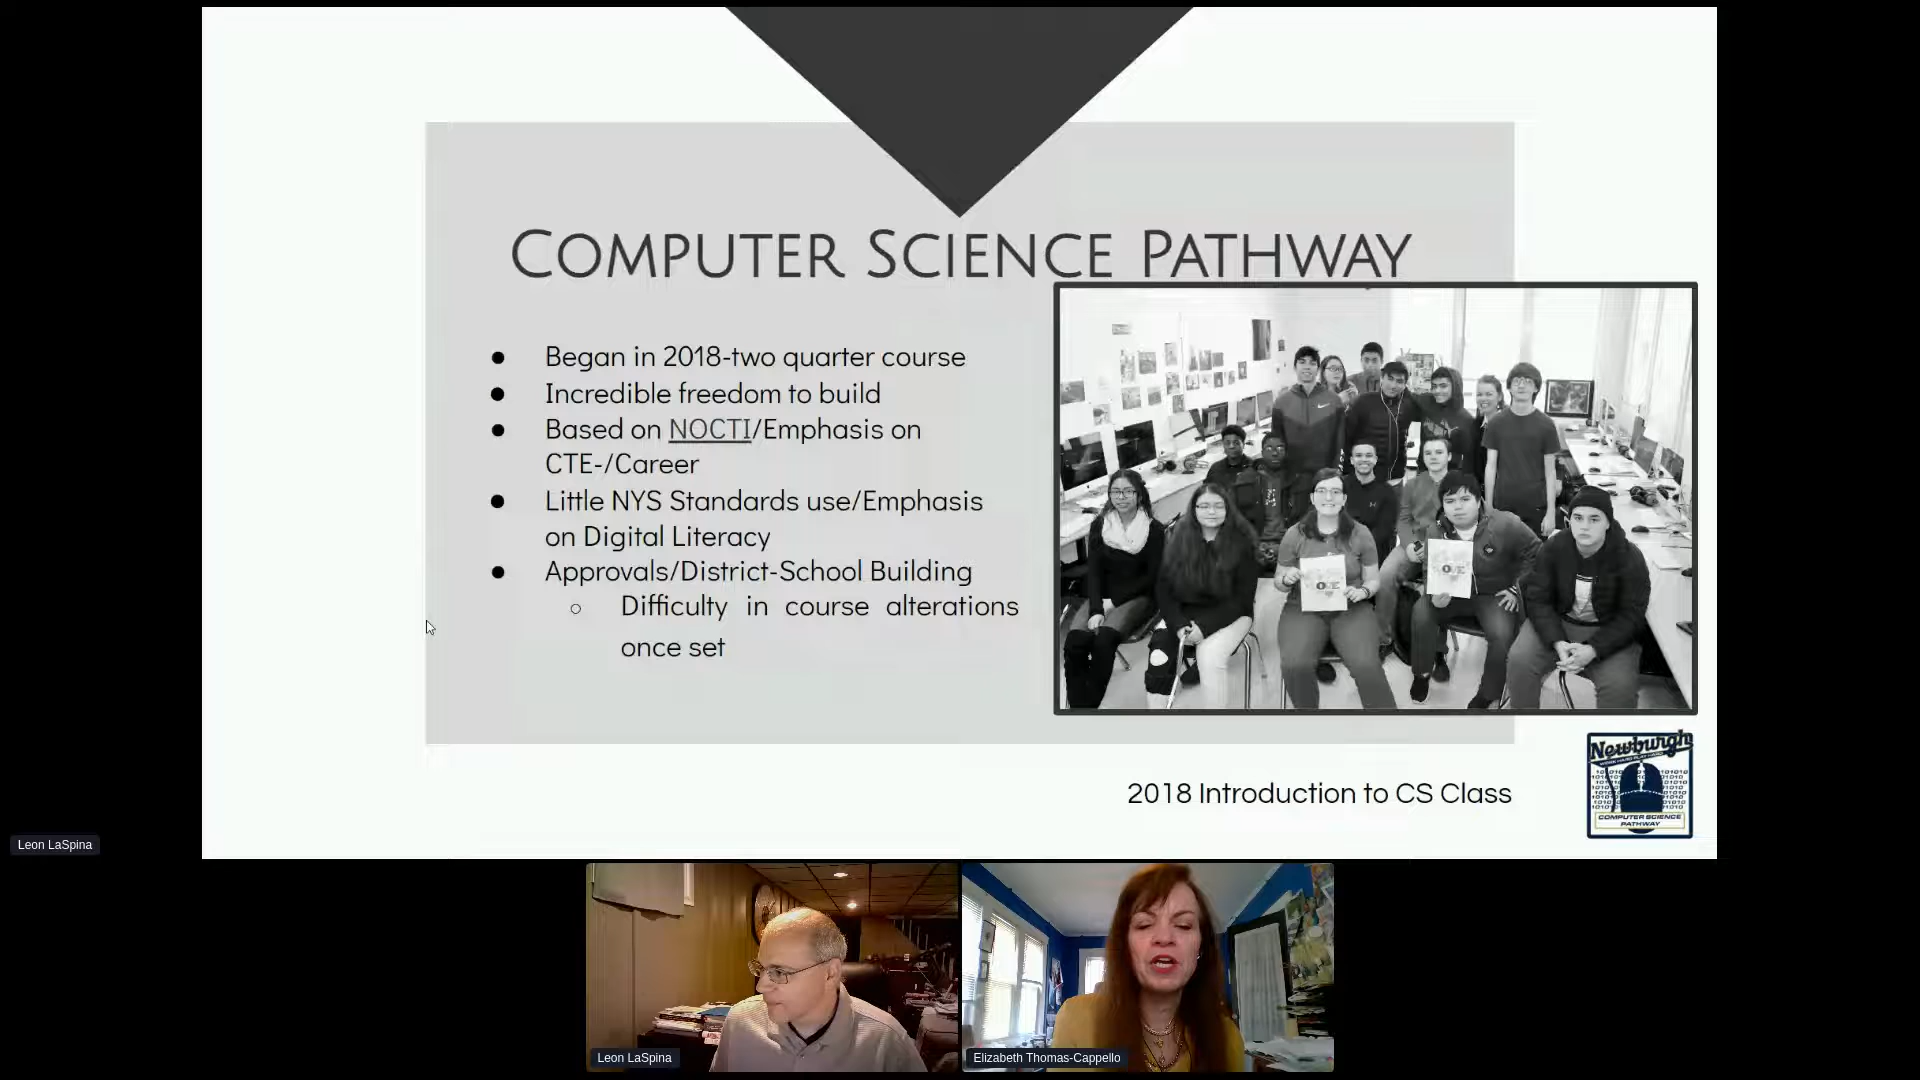 COMPUTER SCIENCE PATHWAY
● Began in 2018-two quarter course
● Incredible freedom to build
● Based on NOCTI/Emphasis on
CTE-/Career
● Little NYS Standards use/Emphasis
on Digital Literacy
● Approvals/District-School Building
○ Difficulty in course alterations
once set
2018 Introduction to CS Class
Newburgh
COMPUTER SCIENCE
PATHWAY
Leon LaSpina
Leon LaSpina
Elizabeth Thomas-Cappello